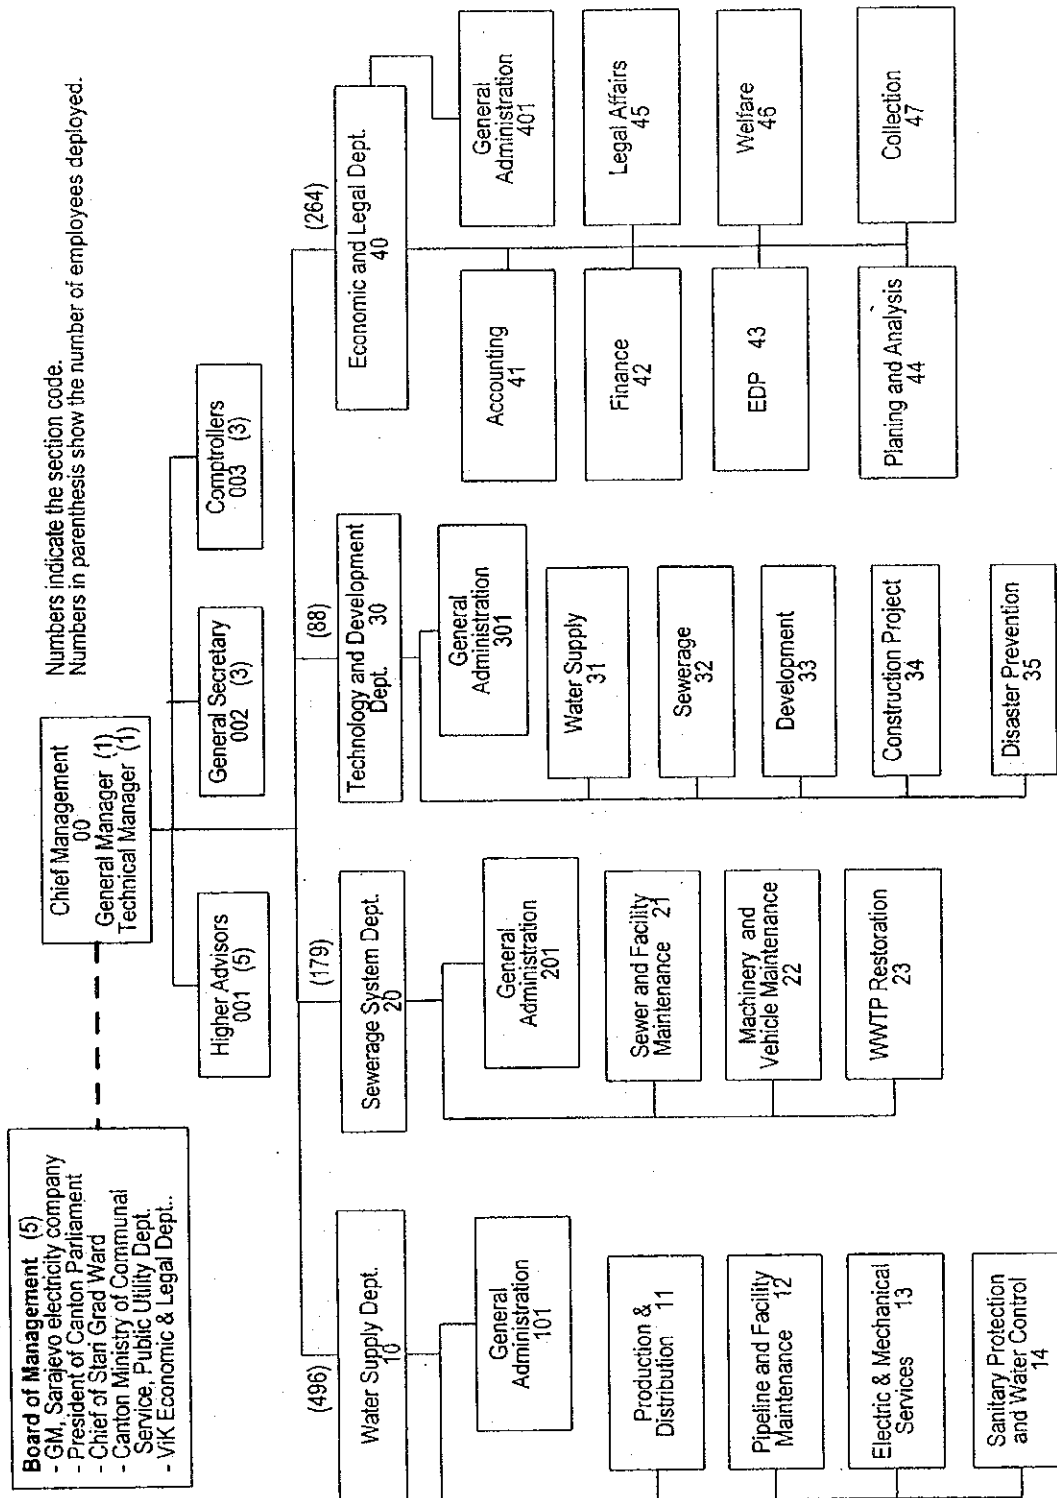 Board of Management (5)
- GM, Sarajevo electricity company
- President of Canton Parliament
- Chief of Stari Grad Ward
- Canton Ministry of Communal
Service, Public Utility Dept.
- ViK Economic & Legal Dept..
Chief Management
00
General Manager (1)
Technical Manager (1)
Numbers indicate the section code.
Numbers in parenthesis show the number of employees deployed.
Higher Advisors
001 (5)
General Secretary
002 (3)
Comptrollers
003 (3)
(496)
Water Supply Dept.
10
General
Administration
101
Production &
Distribution 11
Pipeline and Facility
Maintenance 12
Electric & Mechanical
Services 13
Sanitary Protection
and Water Control
14
(179)
Sewerage System Dept.
20
General
Administration
201
Sewer and Facility
Maintenance 21
Machinery and
Vehicle Maintenance
22
WWTP Restoration
23
(88)
Technology and Development
Dept. 30
General
Administration
301
Water Supply
31
Sewerage
32
Development
33
Construction Project
34
Disaster Prevention
35
(264)
Economic and Legal Dept.
40
General
Administration
401
Accounting
41
Legal Affairs
45
Finance
42
Welfare
46
EDP 43
Collection
47
Planing and Analysis
44